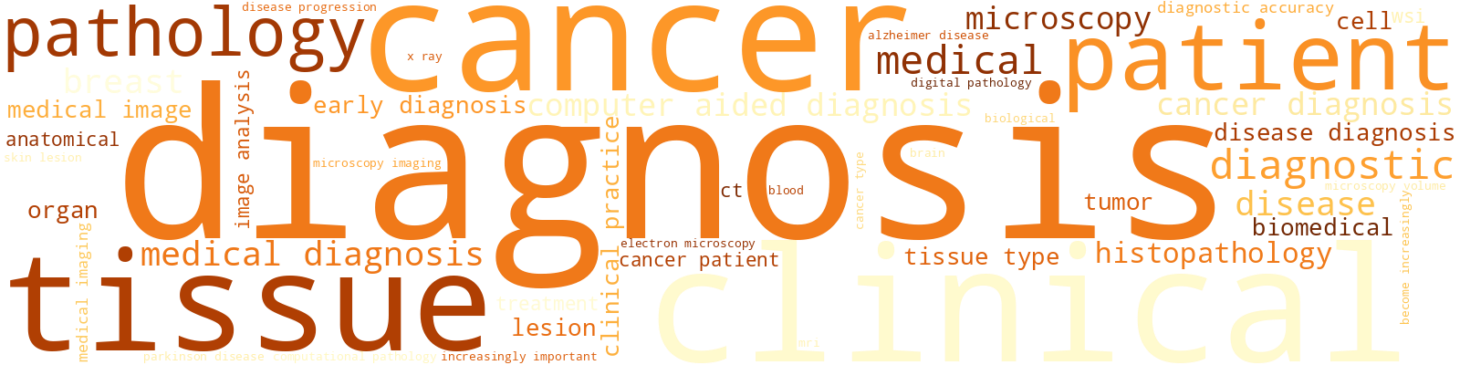 disease progression
pathology
cancer
x ray
alzheimer disease
microscopy
diagnostic accuracy
cell
wsi
medical
patient
digital pathology
breast
medical image
early diagnosis
computer aided diagnosis
cancer diagnosis
biological
disease diagnosis
anatomical
image analysis
skin lesion
microscopy imaging
diagnosis
clinical practice
brain
cancer type
diagnostic
ct
blood
microscopy volume
organ
tumor
disease
biomedical
become increasingly
medical imaging
medical diagnosis
electron microscopy
cancer patient
tissue type
histopathology
tissue
clinical
treatment
lesion
mri
parkinson disease
computational pathology
increasingly important